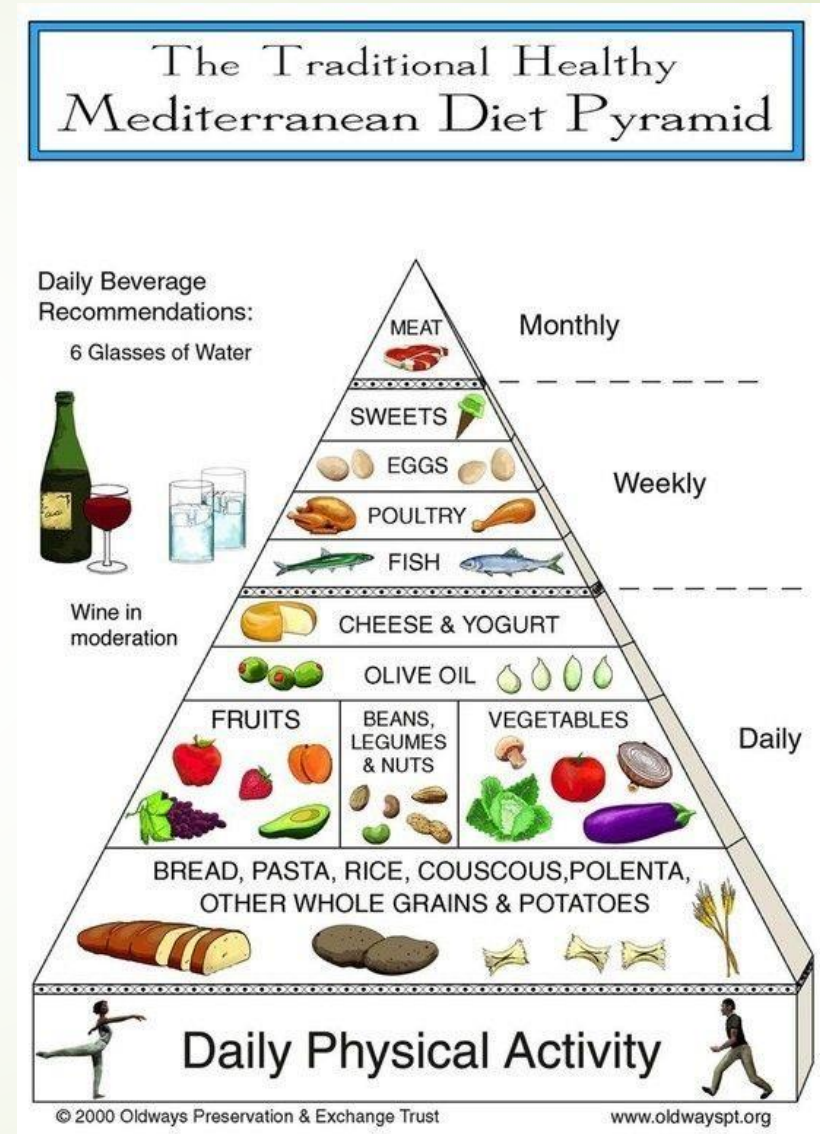 The Traditional Healthy
Mediterranean Diet Pyramid
Daily Beverage
Recommendations:
6 Glasses of Water
Wine in
moderation
MEAT
Monthly
SWEETS
EGGS
Weekly
POULTRY
FISH
CHEESE & YOGURT
OLIVE OIL
FRUITS
BEANS,
LEGUMES
& NUTS
VEGETABLES
Daily
BREAD, PASTA, RICE, COUSCOUS,POLENTA,
OTHER WHOLE GRAINS & POTATOES
Daily Physical Activity
© 2000 Oldways Preservation & Exchange Trust
www.oldwayspt.org